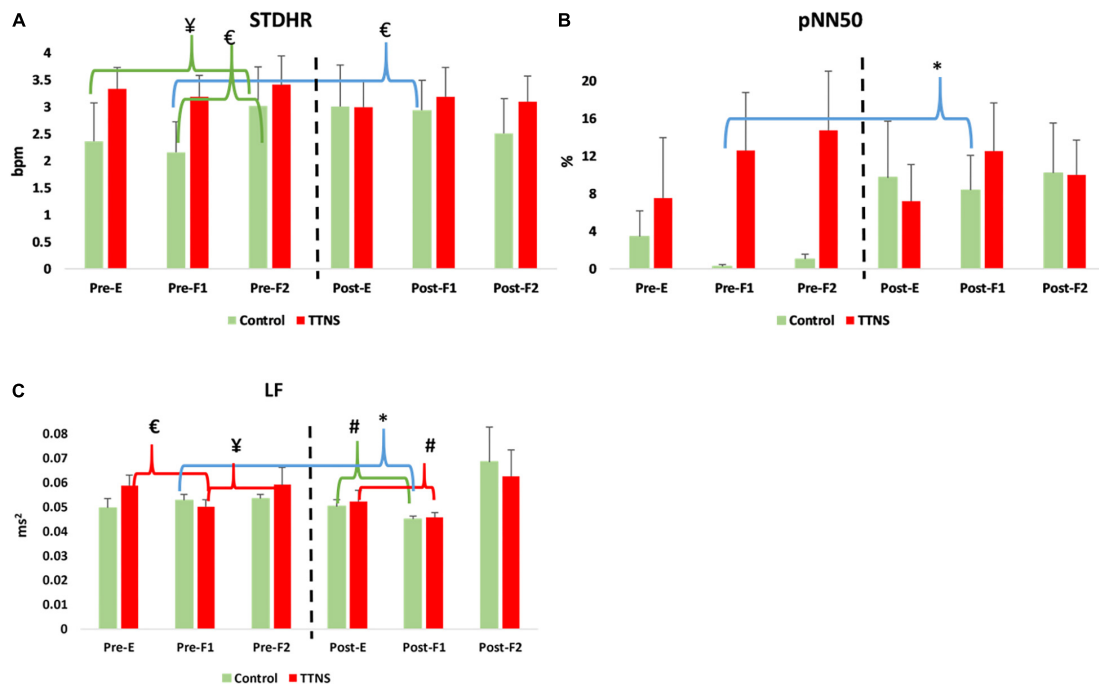 A
STDHR
¥
€
€
4
3.5
3
2.5
2
1.5
1
0.5
0
bpm
Pre-E Pre-F1 Pre-F2 Post-E Post-F1 Post-F2
Control TTNS
B
pNN50
*
20
16
12
8
4
0
%
Pre-E Pre-F1 Pre-F2 Post-E Post-F1 Post-F2
Control TTNS
C
LF
€
¥
#
*
#
0.08
0.07
0.06
0.05
0.04
0.03
0.02
0.01
0
ms²
Pre-E Pre-F1 Pre-F2 Post-E Post-F1 Post-F2
Control TTNS